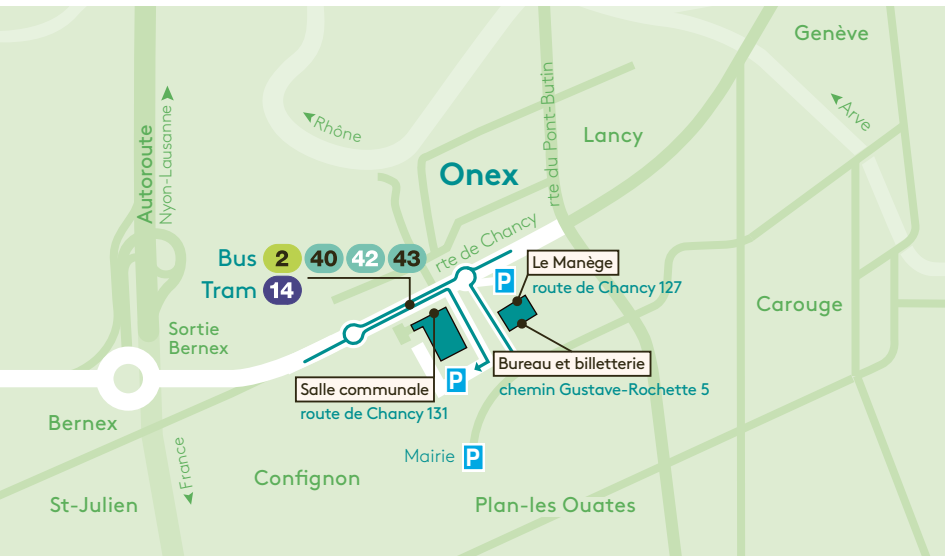 Genève
Arve
Rhône
rte du Pont-Butin
Lancy
Onex
Autoroute
Nyon-Lausanne
rte de Chancy
Bus 2 40 42 43
Tram 14
Le Manège
P
route de Chancy 127
Carouge
Sortie
Bernex
Bureau et billetterie
chemin Gustave-Rochette 5
P
Salle communale
route de Chancy 131
Bernex
France
Mairie P
Confignon
St-Julien
Plan-les Ouates